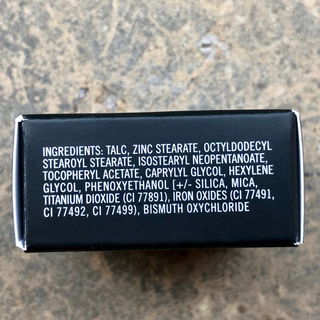 INGREDIENTS: TALC, ZINC STEARATE, OCTYLDODECYL
STEAROYL STEARATE, ISOSTEARYL NEOPENTANOATE,
TOCOPHERYL ACETATE, CAPRYLYL GLYCOL, HEXYLENE
GLYCOL, PHENOXYETHANOL [+/- SILICA, MICA,
TITANIUM DIOXIDE (CI 77891), IRON OXIDES (CI 77491,
CI 77492, CI 77499), BISMUTH OXYCHLORIDE